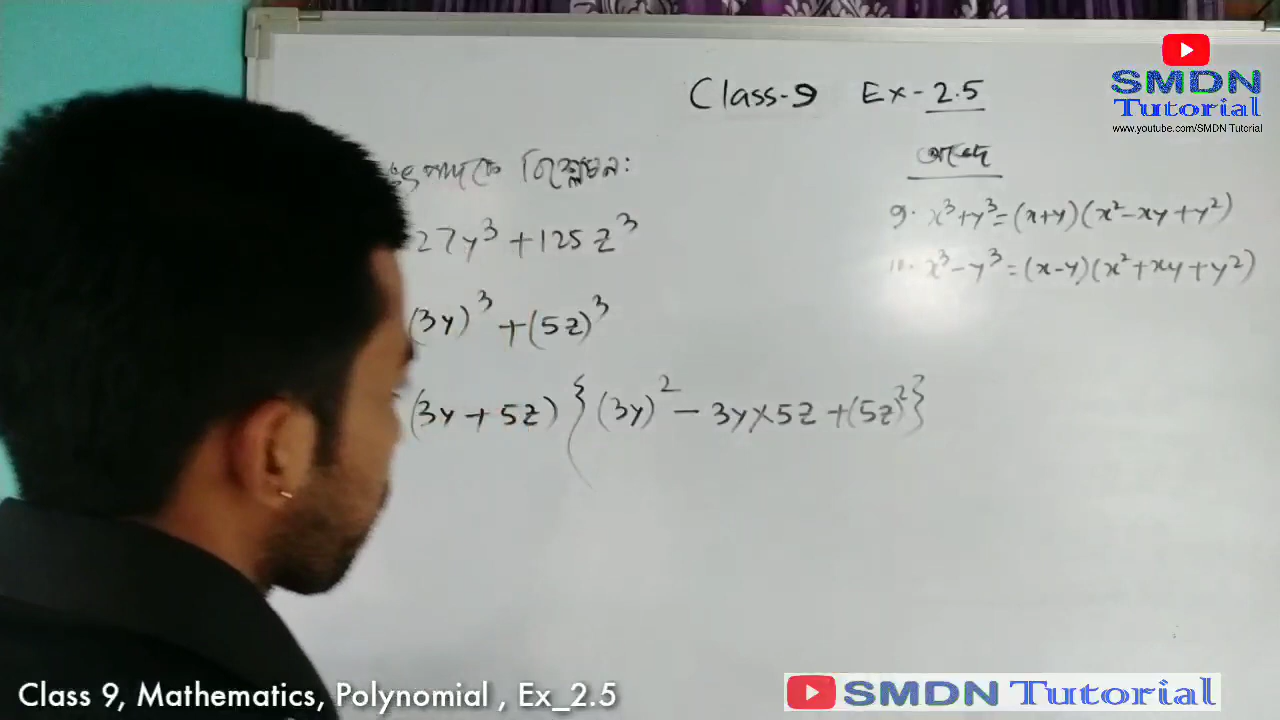 SMDN
Tutorial
www.youtube.com/SMDN Tutorial
Class-9 Ex-2.5
অভেদ
9. x³+y³=(x+y)(x²-xy+y²)
10. x³-y³=(x-y)(x²+xy+y²)
বিশ্লেষণ:
27y³+125z³
(3y)³+(5z)³
(3y+5z){(3y)²-3y×5z+(5z)²}
Class 9, Mathematics, Polynomial , Ex_2.5
SMDN Tutorial